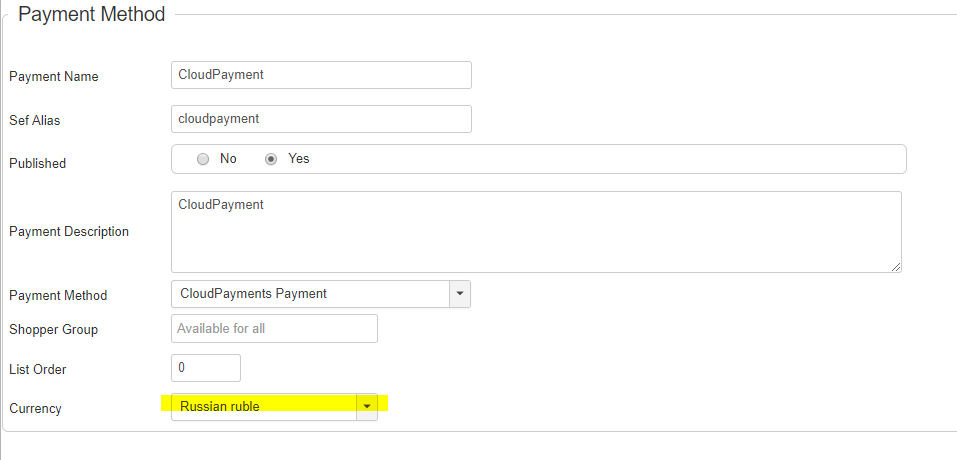 Payment Method
Payment Name CloudPayment
Sef Alias cloudpayment
Published No Yes
CloudPayment
Payment Description
Payment Method CloudPayments Payment
Shopper Group Available for all
List Order 0
Currency Russian ruble